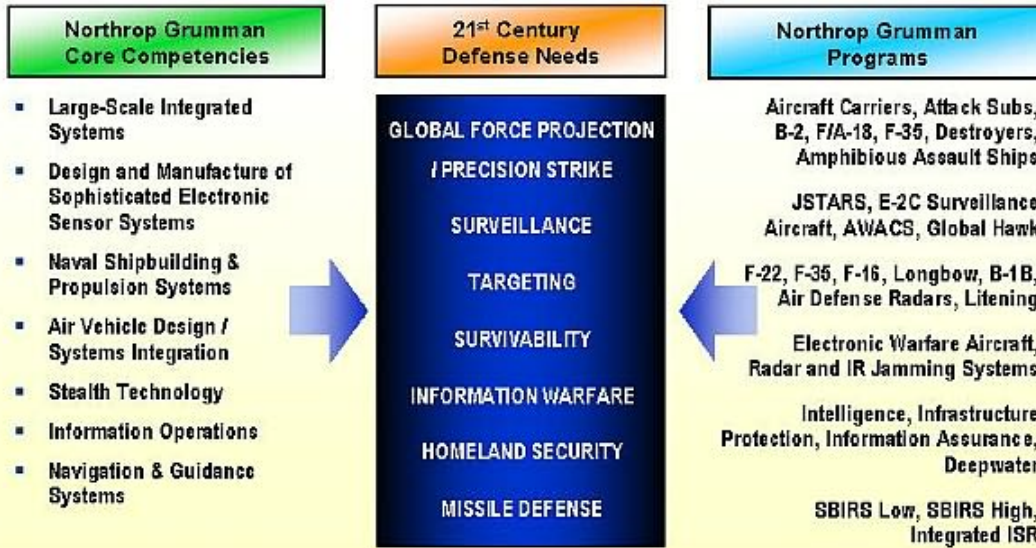 Northrop Grumman
Core Competencies
▪ Large-Scale Integrated
Systems
▪ Design and Manufacture of
Sophisticated Electronic
Sensor Systems
▪ Naval Shipbuilding &
Propulsion Systems
▪ Air Vehicle Design /
Systems Integration
▪ Stealth Technology
▪ Information Operations
▪ Navigation & Guidance
Systems
21st Century
Defense Needs
GLOBAL FORCE PROJECTION
/ PRECISION STRIKE
SURVEILLANCE
TARGETING
SURVIVABILITY
INFORMATION WARFARE
HOMELAND SECURITY
MISSILE DEFENSE
Northrop Grumman
Programs
Aircraft Carriers, Attack Subs,
B-2, F/A-18, F-35, Destroyers,
Amphibious Assault Ships
JSTARS, E-2C Surveillance
Aircraft, AWACS, Global Hawk
F-22, F-35, F-16, Longbow, B-1B,
Air Defense Radars, Litening
Electronic Warfare Aircraft,
Radar and IR Jamming Systems
Intelligence, Infrastructure
Protection, Information Assurance,
Deepwater
SBIRS Low, SBIRS High,
Integrated ISR